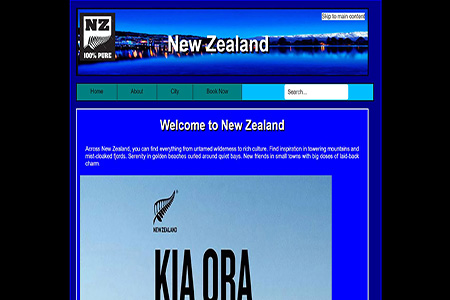 NZ
100% PURE
Skip to main content
New Zealand
Home
About
City
Book Now
Search...
Welcome to New Zealand
Across New Zealand, you can find everything from untamed wilderness to rich culture. Find inspiration in towering mountains and
mist-cloaked fjords. Serenity in golden beaches curled around quiet bays. New friends in small towns with big doses of laid-back
charm.
NEW ZEALAND
KIA ORA